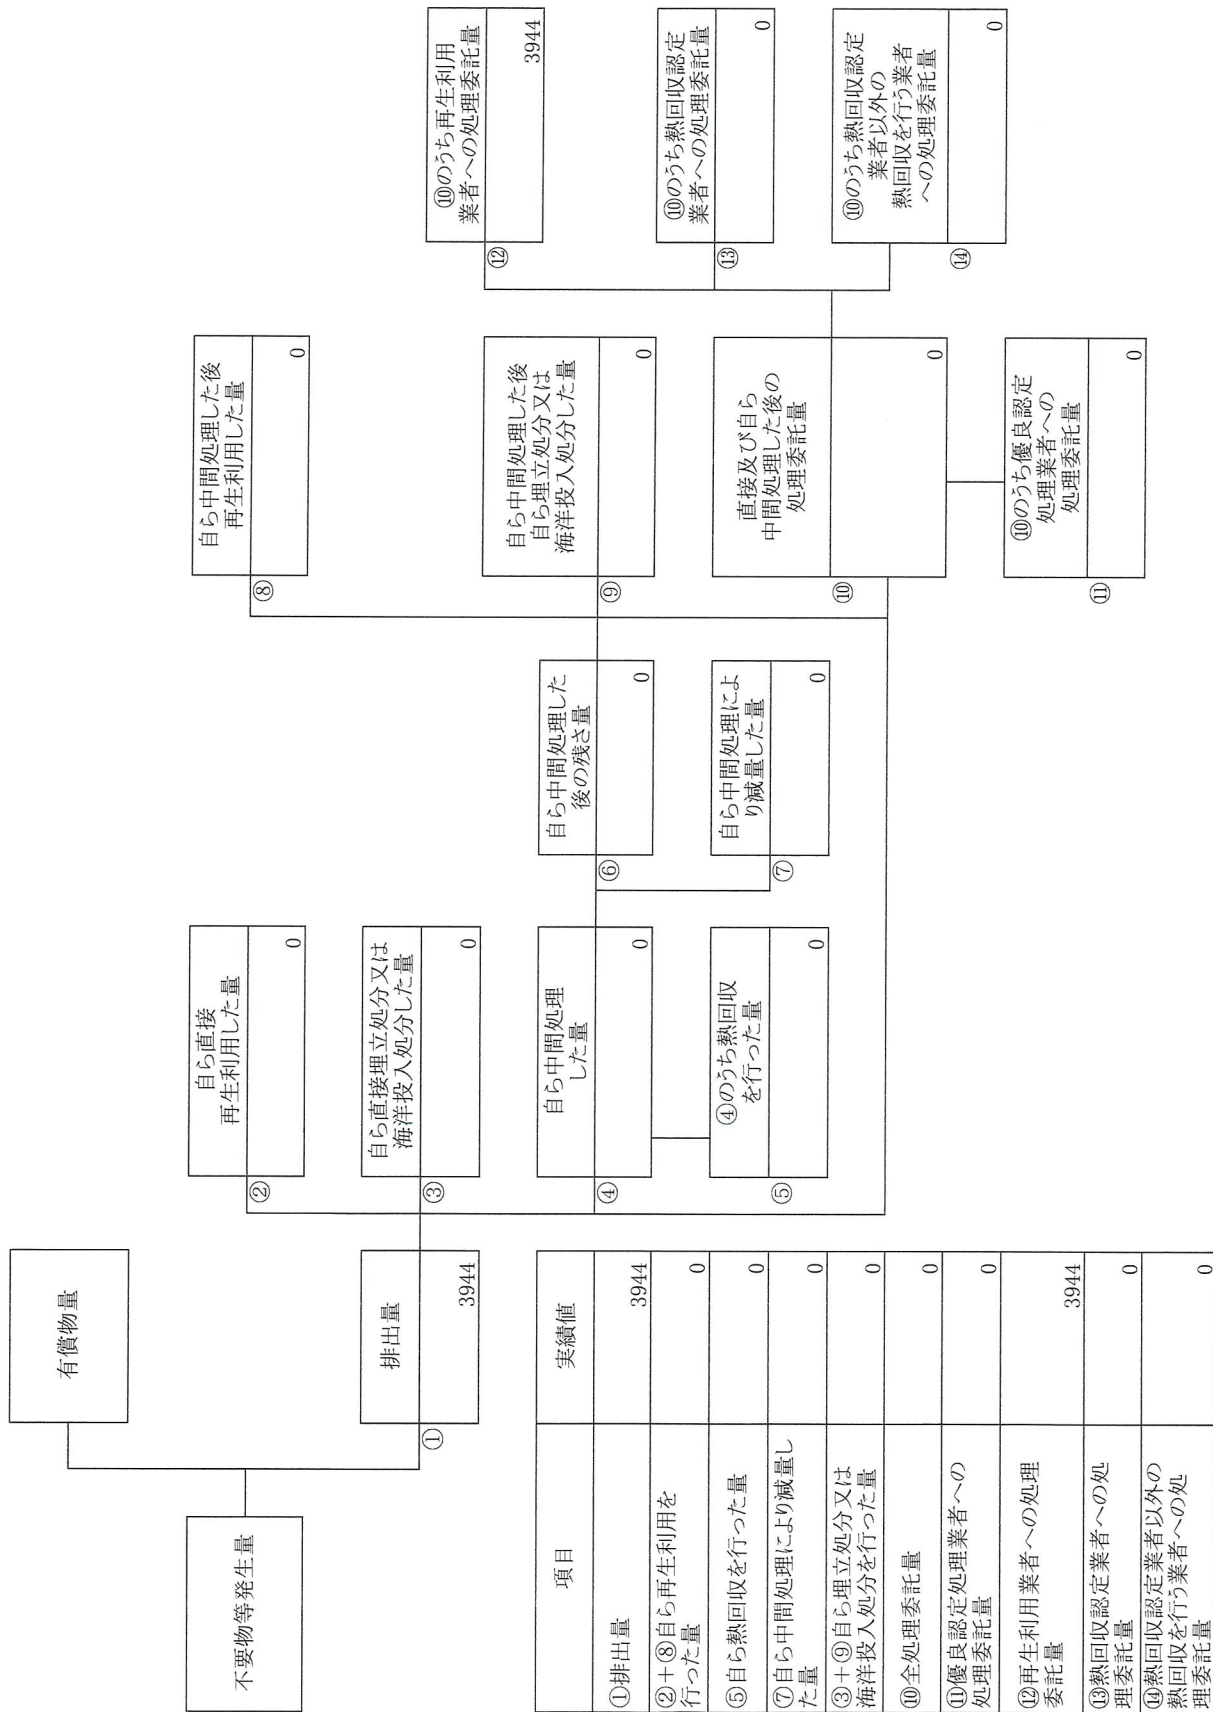 不要物等発生量
有償物量
①
排出量
3944
②
自ら直接
再生利用した量
0
③
自ら直接埋立処分又は
海洋投入処分した量
0
④
自ら中間処理
した量
0
⑤
④のうち熱回収
を行った量
0
⑥
自ら中間処理した
後の残さ量
0
⑦
自ら中間処理によ
り減量した量
0
⑧
自ら中間処理した後
再生利用した量
0
⑨
自ら中間処理した後
自ら埋立処分又は
海洋投入処分した量
0
⑩
直接及び自ら
中間処理した後の
処理委託量
0
⑪
⑩のうち優良認定
処理業者への
処理委託量
0
⑫
⑩のうち再生利用
業者への処理委託量
3944
⑬
⑩のうち熱回収認定
業者への処理委託量
0
⑭
⑩のうち熱回収認定
業者以外の
熱回収を行う業者
への処理委託量
0
項目 実績値
①排出量 3944
②+⑧自ら再生利用を
行った量 0
⑤自ら熱回収を行った量 0
⑦自ら中間処理により減量し
た量 0
③+⑨自ら埋立処分又は
海洋投入処分を行った量 0
⑩全処理委託量 0
⑪優良認定処理業者への
処理委託量 0
⑫再生利用業者への処理
委託量 3944
⑬熱回収認定業者への処
理委託量 0
⑭熱回収認定業者以外の
熱回収を行う業者への処
理委託量 0